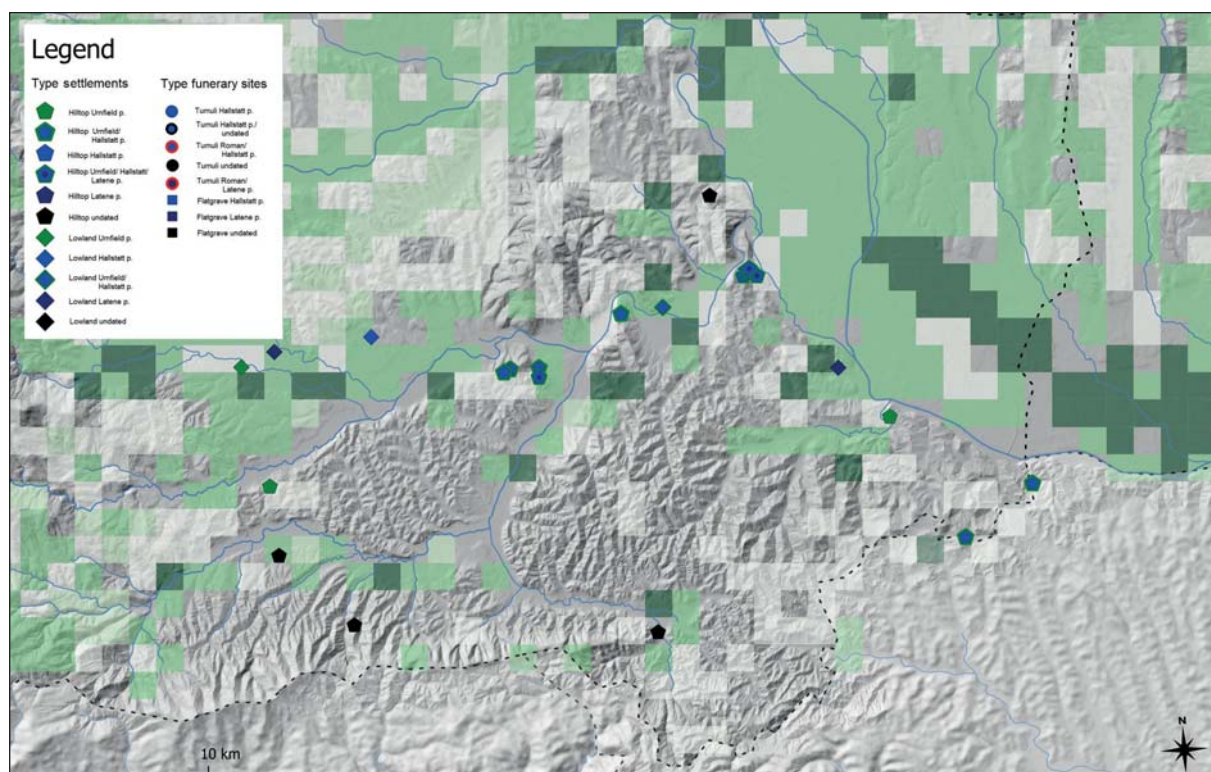 Legend
Type settlements
Hilltop Urnfield p.
Hilltop Urnfield/
Hallstatt p.
Hilltop Hallstatt p.
Hilltop Urnfield/ Hallstatt/
Latene p.
Hilltop Latene p.
Hilltop undated
Lowland Urnfield p.
Lowland Hallstatt p.
Lowland Urnfield/
Hallstatt p.
Lowland Latene p.
Lowland undated
Type funerary sites
Tumuli Hallstatt p.
Tumuli Hallstatt p./
undated
Tumuli Roman/
Hallstatt p.
Tumuli undated
Tumuli Roman/
Latene p.
Flatgrave Hallstatt p.
Flatgrave Latene p.
Flatgrave undated
10 km
N